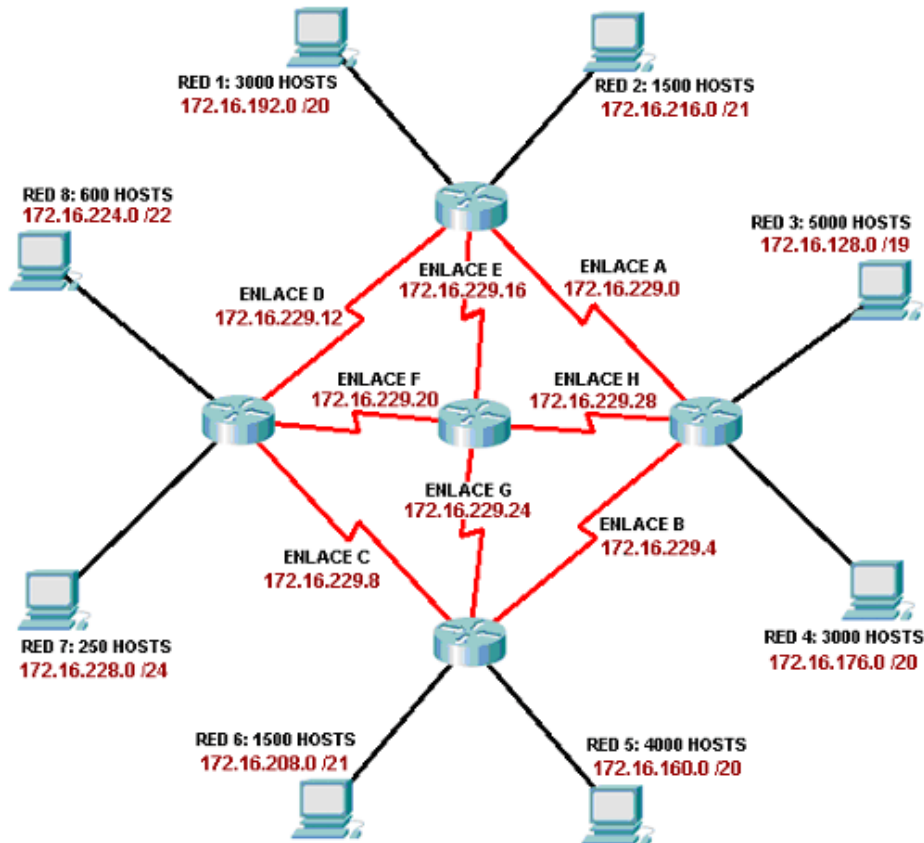 RED 1: 3000 HOSTS
172.16.192.0 /20
RED 2: 1500 HOSTS
172.16.216.0 /21
RED 8: 600 HOSTS
172.16.224.0 /22
RED 3: 5000 HOSTS
172.16.128.0 /19
ENLACE E
172.16.229.16
ENLACE A
172.16.229.0
ENLACE D
172.16.229.12
ENLACE F
172.16.229.20
ENLACE H
172.16.229.28
ENLACE G
172.16.229.24
ENLACE B
172.16.229.4
ENLACE C
172.16.229.8
RED 7: 250 HOSTS
172.16.228.0 /24
RED 4: 3000 HOSTS
172.16.176.0 /20
RED 6: 1500 HOSTS
172.16.208.0 /21
RED 5: 4000 HOSTS
172.16.160.0 /20